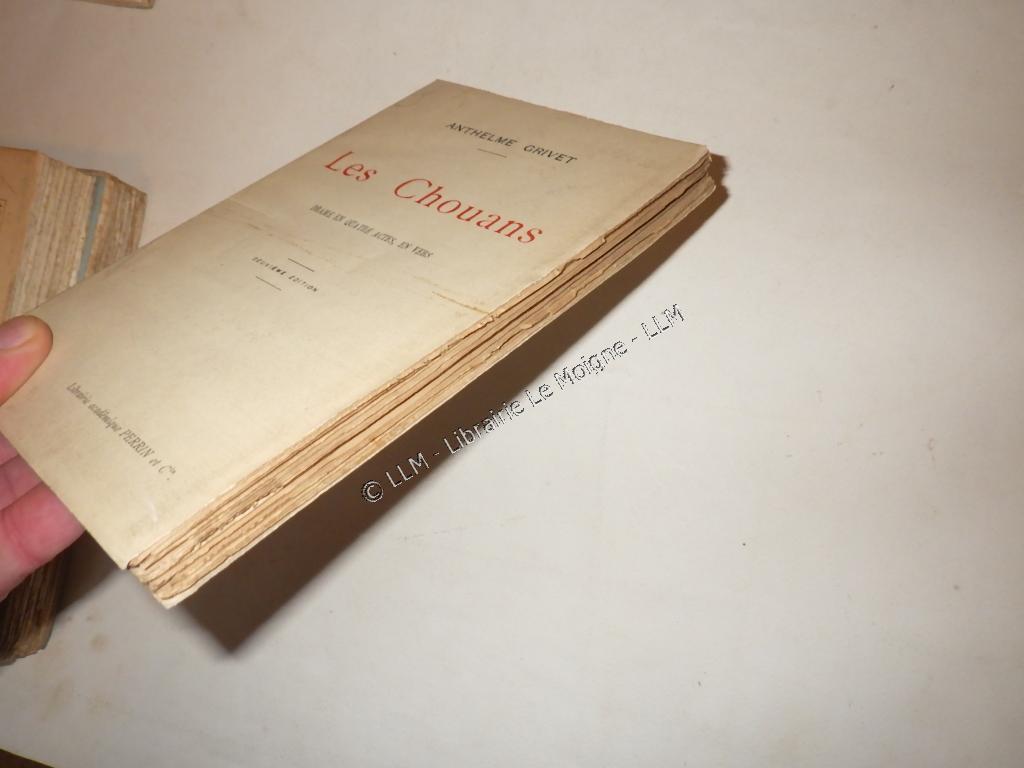 ANTHELME GRIVET
Les Chouans
DRAME EN QUATRE ACTES, EN VERS
DEUXIÈME ÉDITION
Librairie académique PERRIN et Cie
© LLM - Librairie Le Moigne - LLM